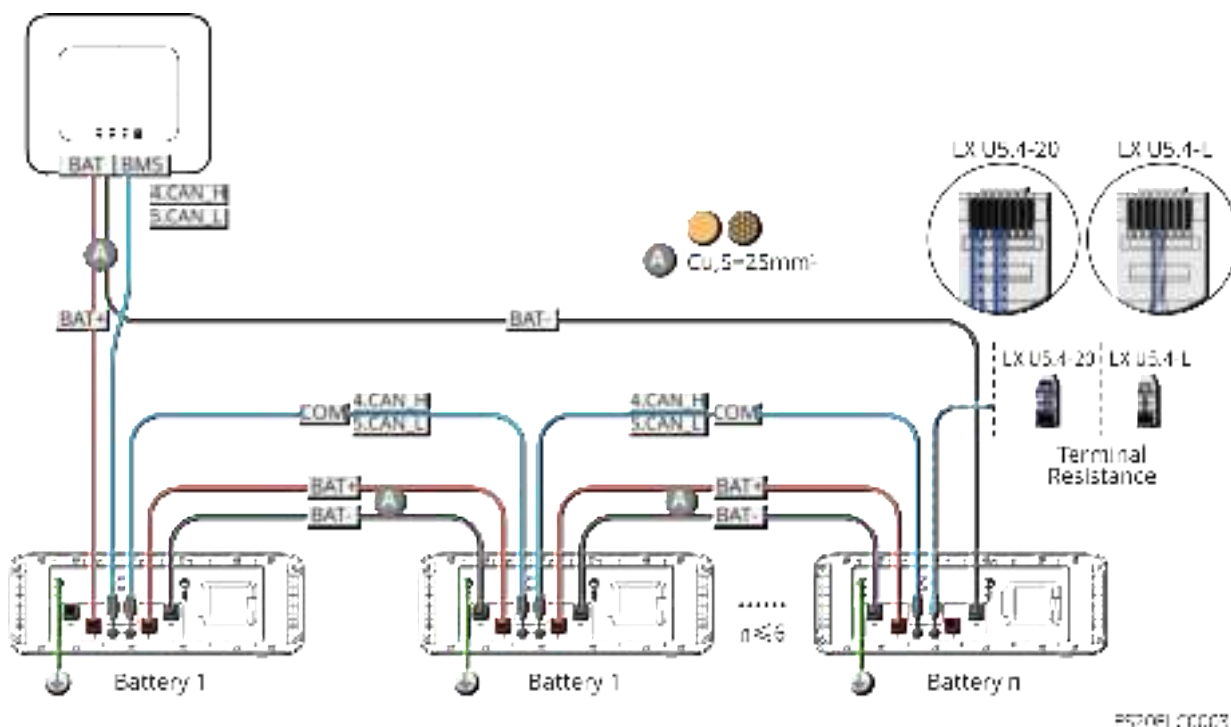 BAT BMS
4.CAN_H
5.CAN_L
A
BAT+
BAT-
A Cu,S=25mm²
LX U5.4-20 LX U5.4-L
LX U5.4-20 LX U5.4-L
Terminal
Resistance
COM 4.CAN_H
5.CAN_L
4.CAN_H COM
5.CAN_L
BAT+ A
BAT-
A BAT+
BAT-
......
n≤6
Battery 1 Battery 1 Battery n